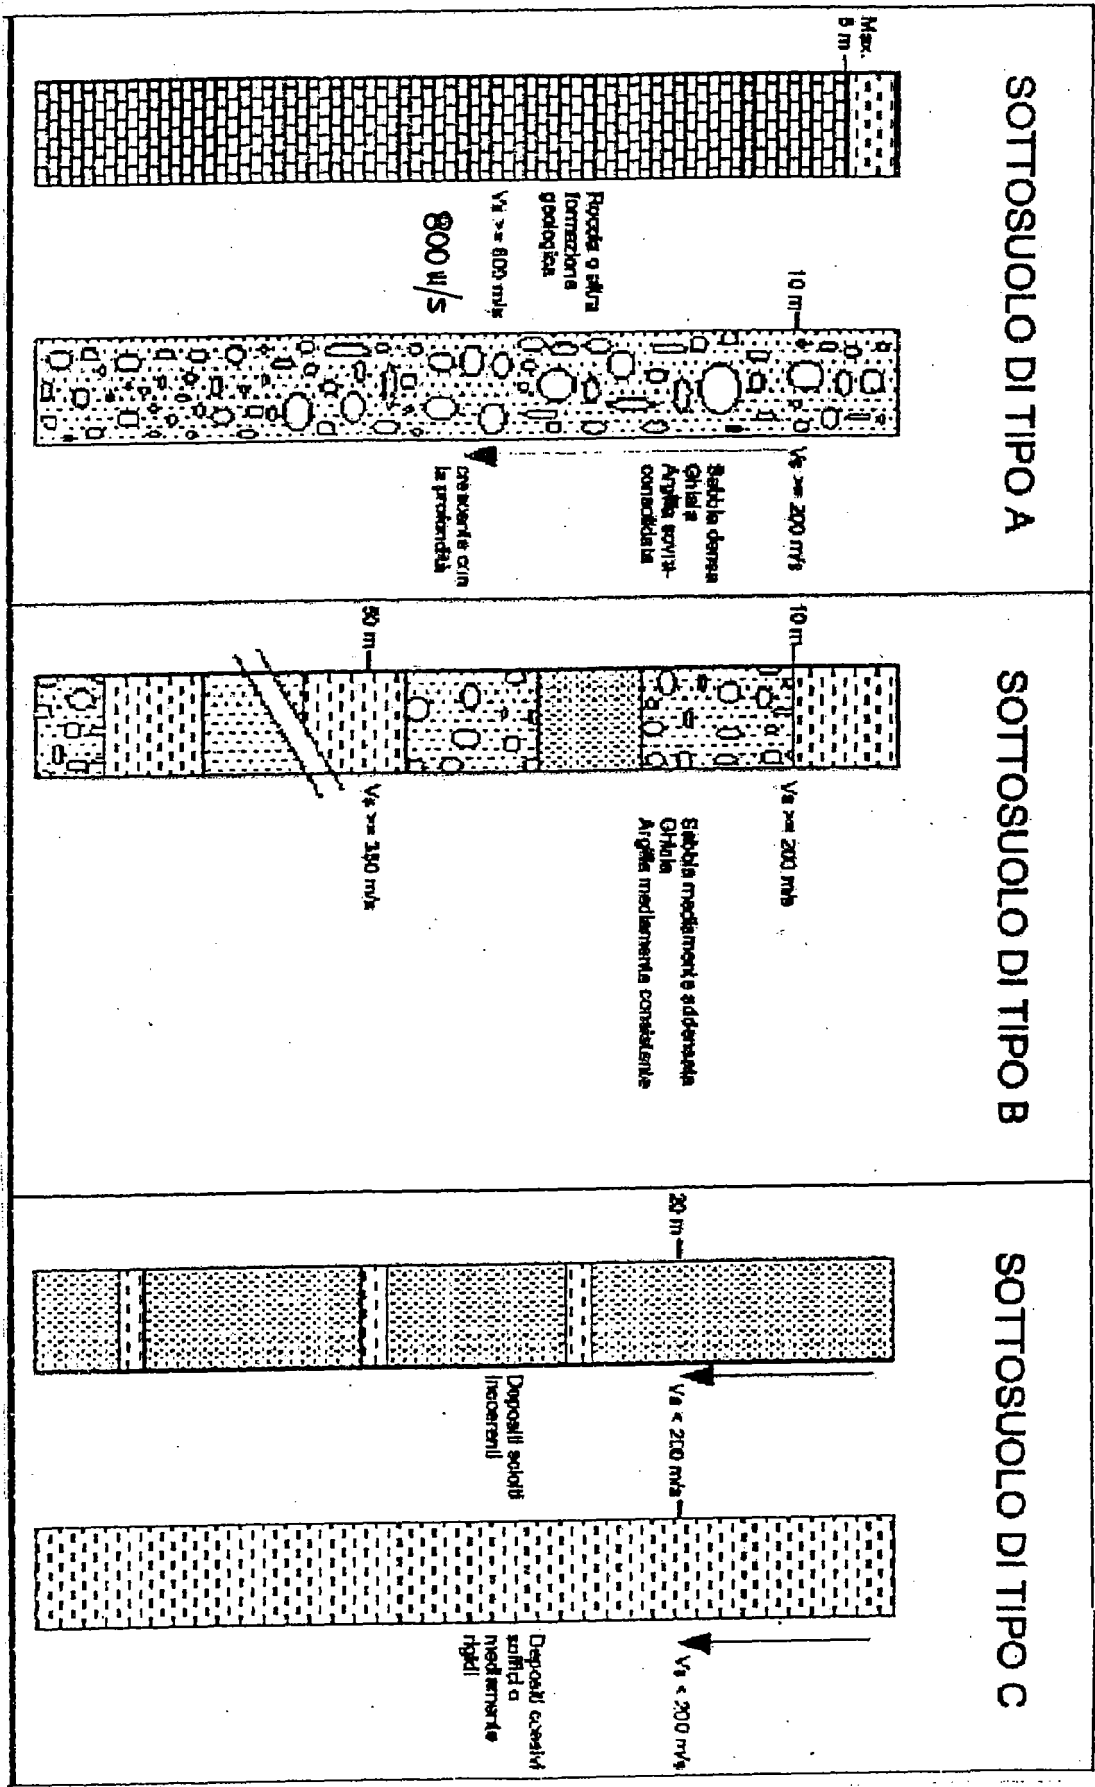 SOTTOSUOLO DI TIPO A
Max.
5 m
Roccia o altra
formazione
geologica
800 M/S
10 m
Vs >= 200 m/s
Sabbia densa
Ghiaia
Argilla sovra-
consolidata
crescente con
la profondità
SOTTOSUOLO DI TIPO B
10 m
Vs >= 200 m/s
Sabbia mediamente addensata
Ghiaia
Argilla mediamente consistente
50 m
Vs >= 350 m/s
SOTTOSUOLO DI TIPO C
20 m
Vs < 200 m/s
Depositi sciolti
incoerenti
Vs < 200 m/s
Depositi coesivi
soffici o
mediamente
rigidi